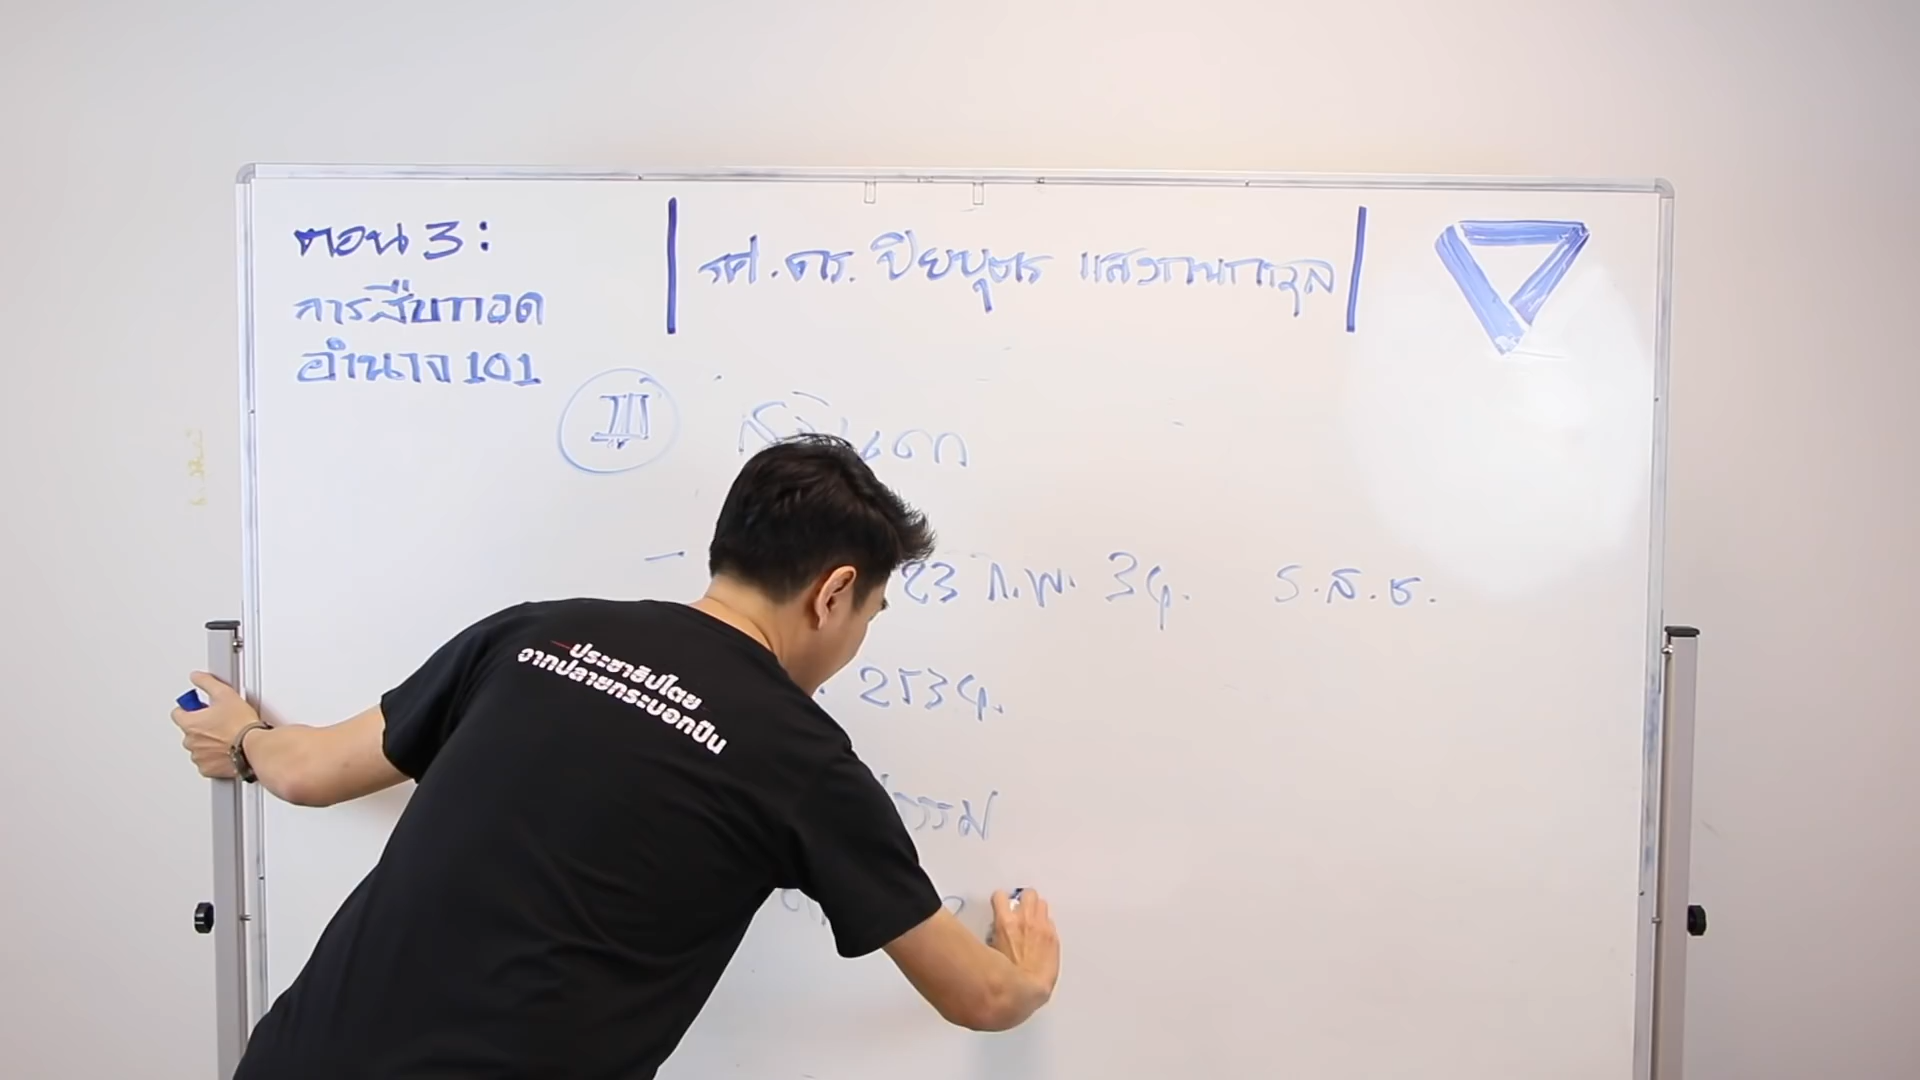 ตอน 3:
การสืบทอด
อำนาจ 101
รศ.ดร. ปิยบุตร แสงกนกกุล
III
23 ก.พ. 34. ร.ส.ช.
2534.
ประชาธิปไตย
จากปลายกระบอกปืน